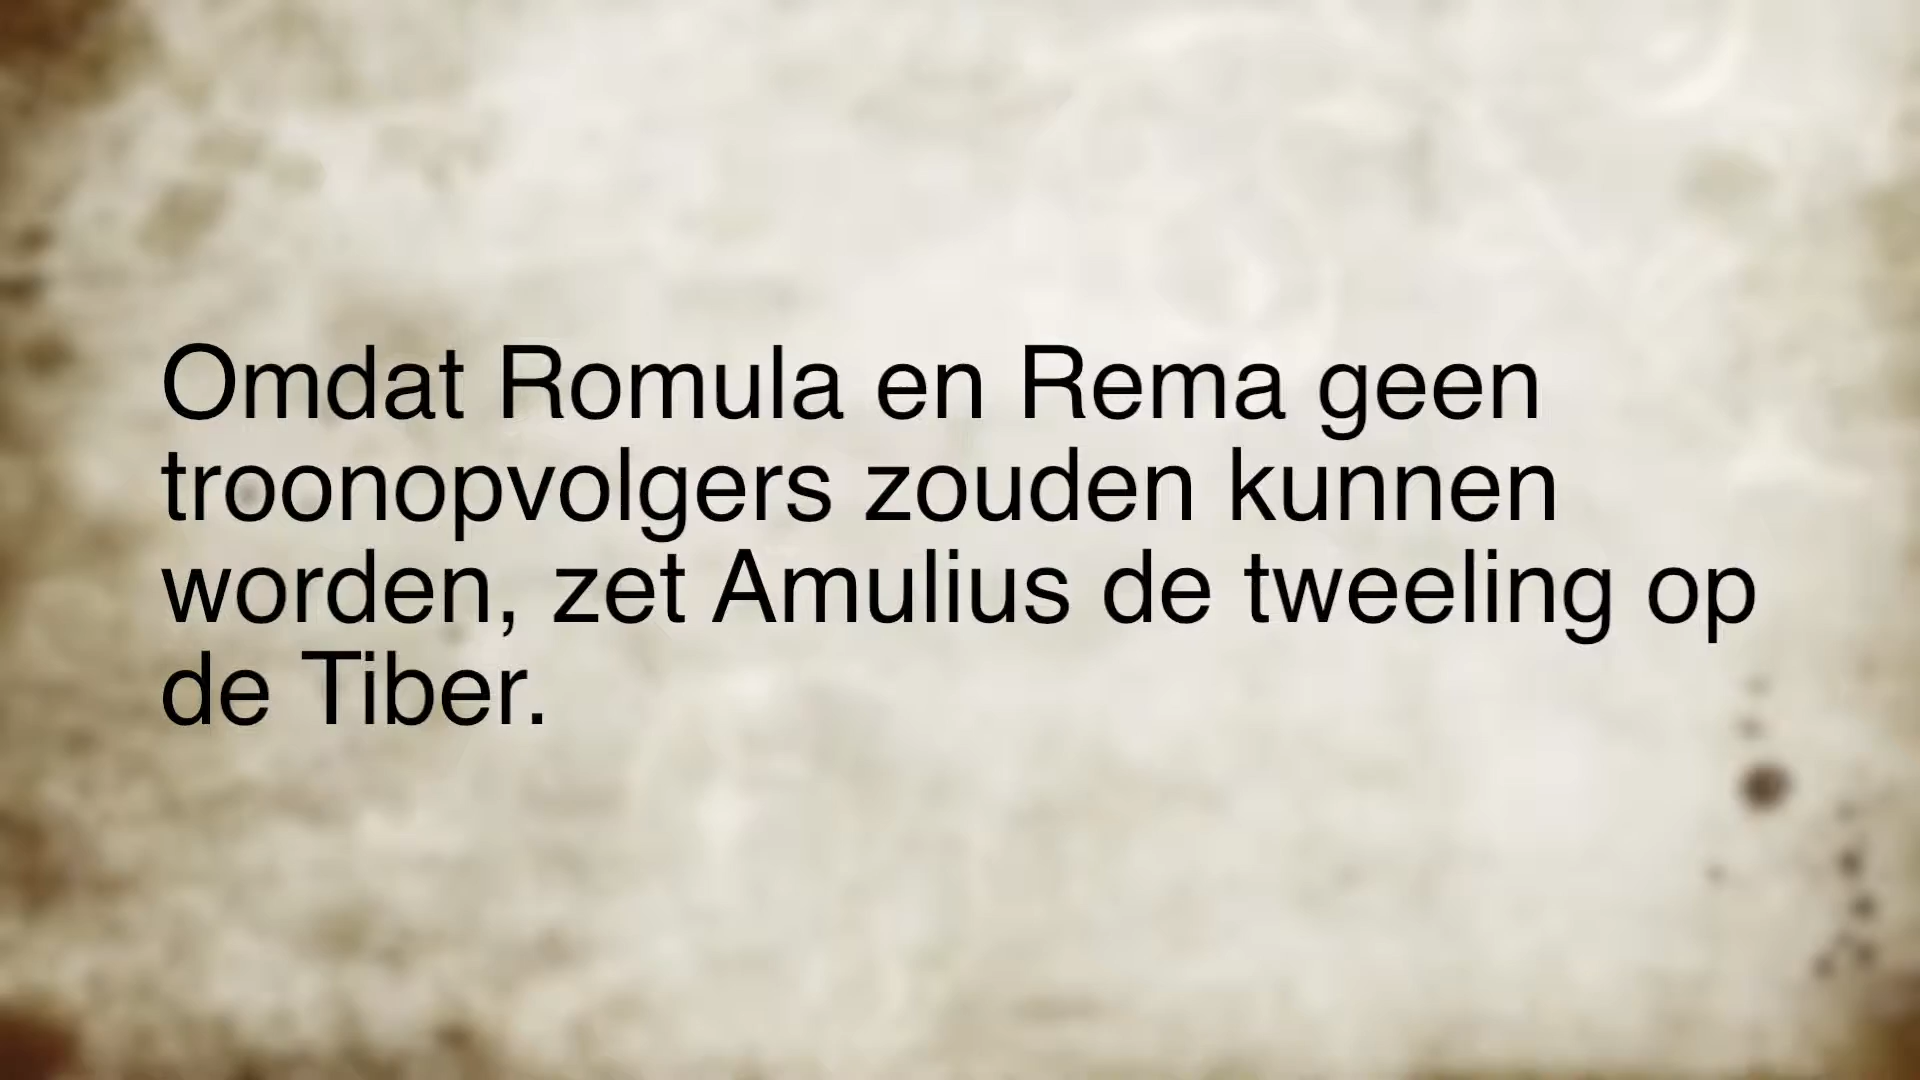 Omdat Romula en Rema geen
troonopvolgers zouden kunnen
worden, zet Amulius de tweeling op
de Tiber.